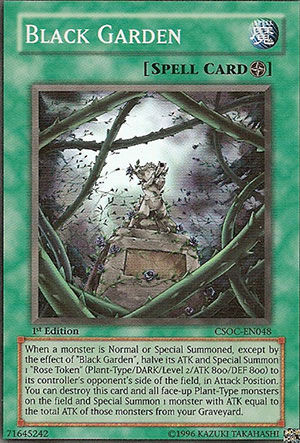 BLACK GARDEN
魔
[SPELL CARD]
1st Edition
CSOC-EN048
When a monster is Normal or Special Summoned, except by
the effect of "Black Garden", halve its ATK and Special Summon
1 "Rose Token" (Plant-Type/DARK/Level 2/ATK 800/DEF 800) to
its controller's opponent's side of the field, in Attack Position.
You can destroy this card and all face-up Plant-Type monsters
on the field and Special Summon 1 monster with ATK equal to
the total ATK of those monsters from your Graveyard.
71645242
©1996 KAZUKI TAKAHASHI